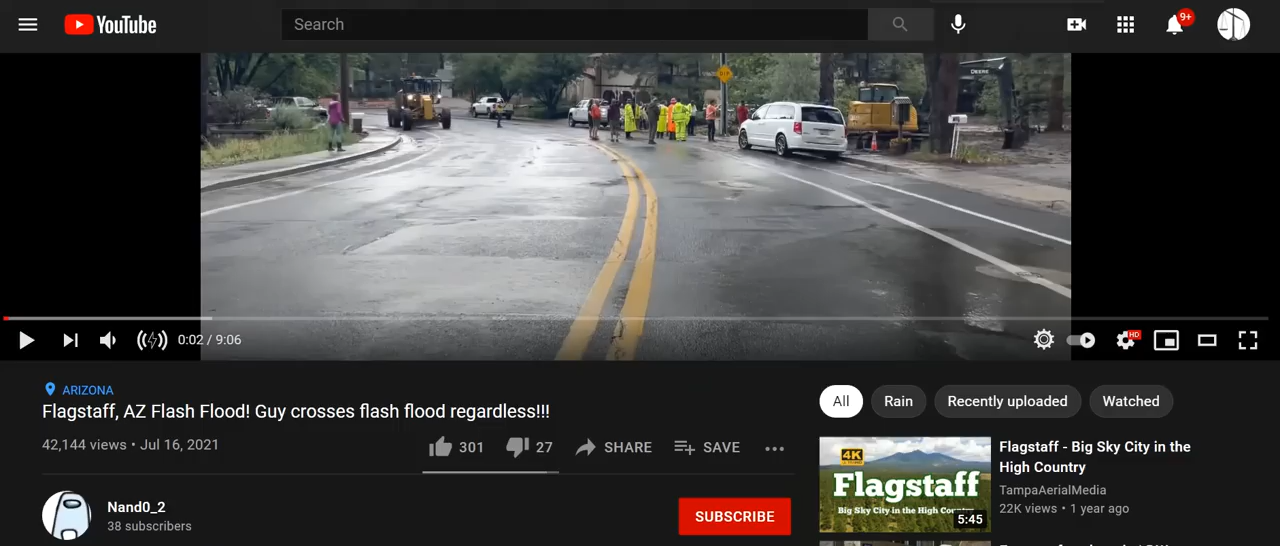 YouTube
Search
9+
DEERE
0:02 / 9:06
HD
ARIZONA
Flagstaff, AZ Flash Flood! Guy crosses flash flood regardless!!!
42,144 views • Jul 16, 2021
301
27
SHARE
SAVE
Nand0_2
38 subscribers
SUBSCRIBE
All
Rain
Recently uploaded
Watched
4K
Flagstaff
Big Sky City in the High Country
5:45
Flagstaff - Big Sky City in the
High Country
TampaAerialMedia
22K views • 1 year ago